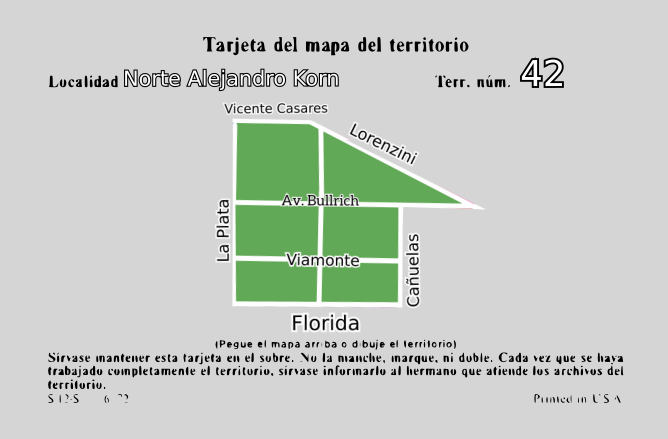 Tarjeta del mapa del territorio
Localidad Norte Alejandro Korn Terr. núm. 42
Vicente Casares
Lorenzini
La Plata
Av. Bullrich
Viamonte
Cañuelas
Florida
(Pegue el mapa arriba o dibuje el territorio)
Sírvase mantener esta tarjeta en el sobre. No la manche, marque, ni doble. Cada vez que se haya
trabajado completamente el territorio, sírvase informarlo al hermano que atiende los archivos del
territorio.
S-12-S 6 72 Printed in U S A